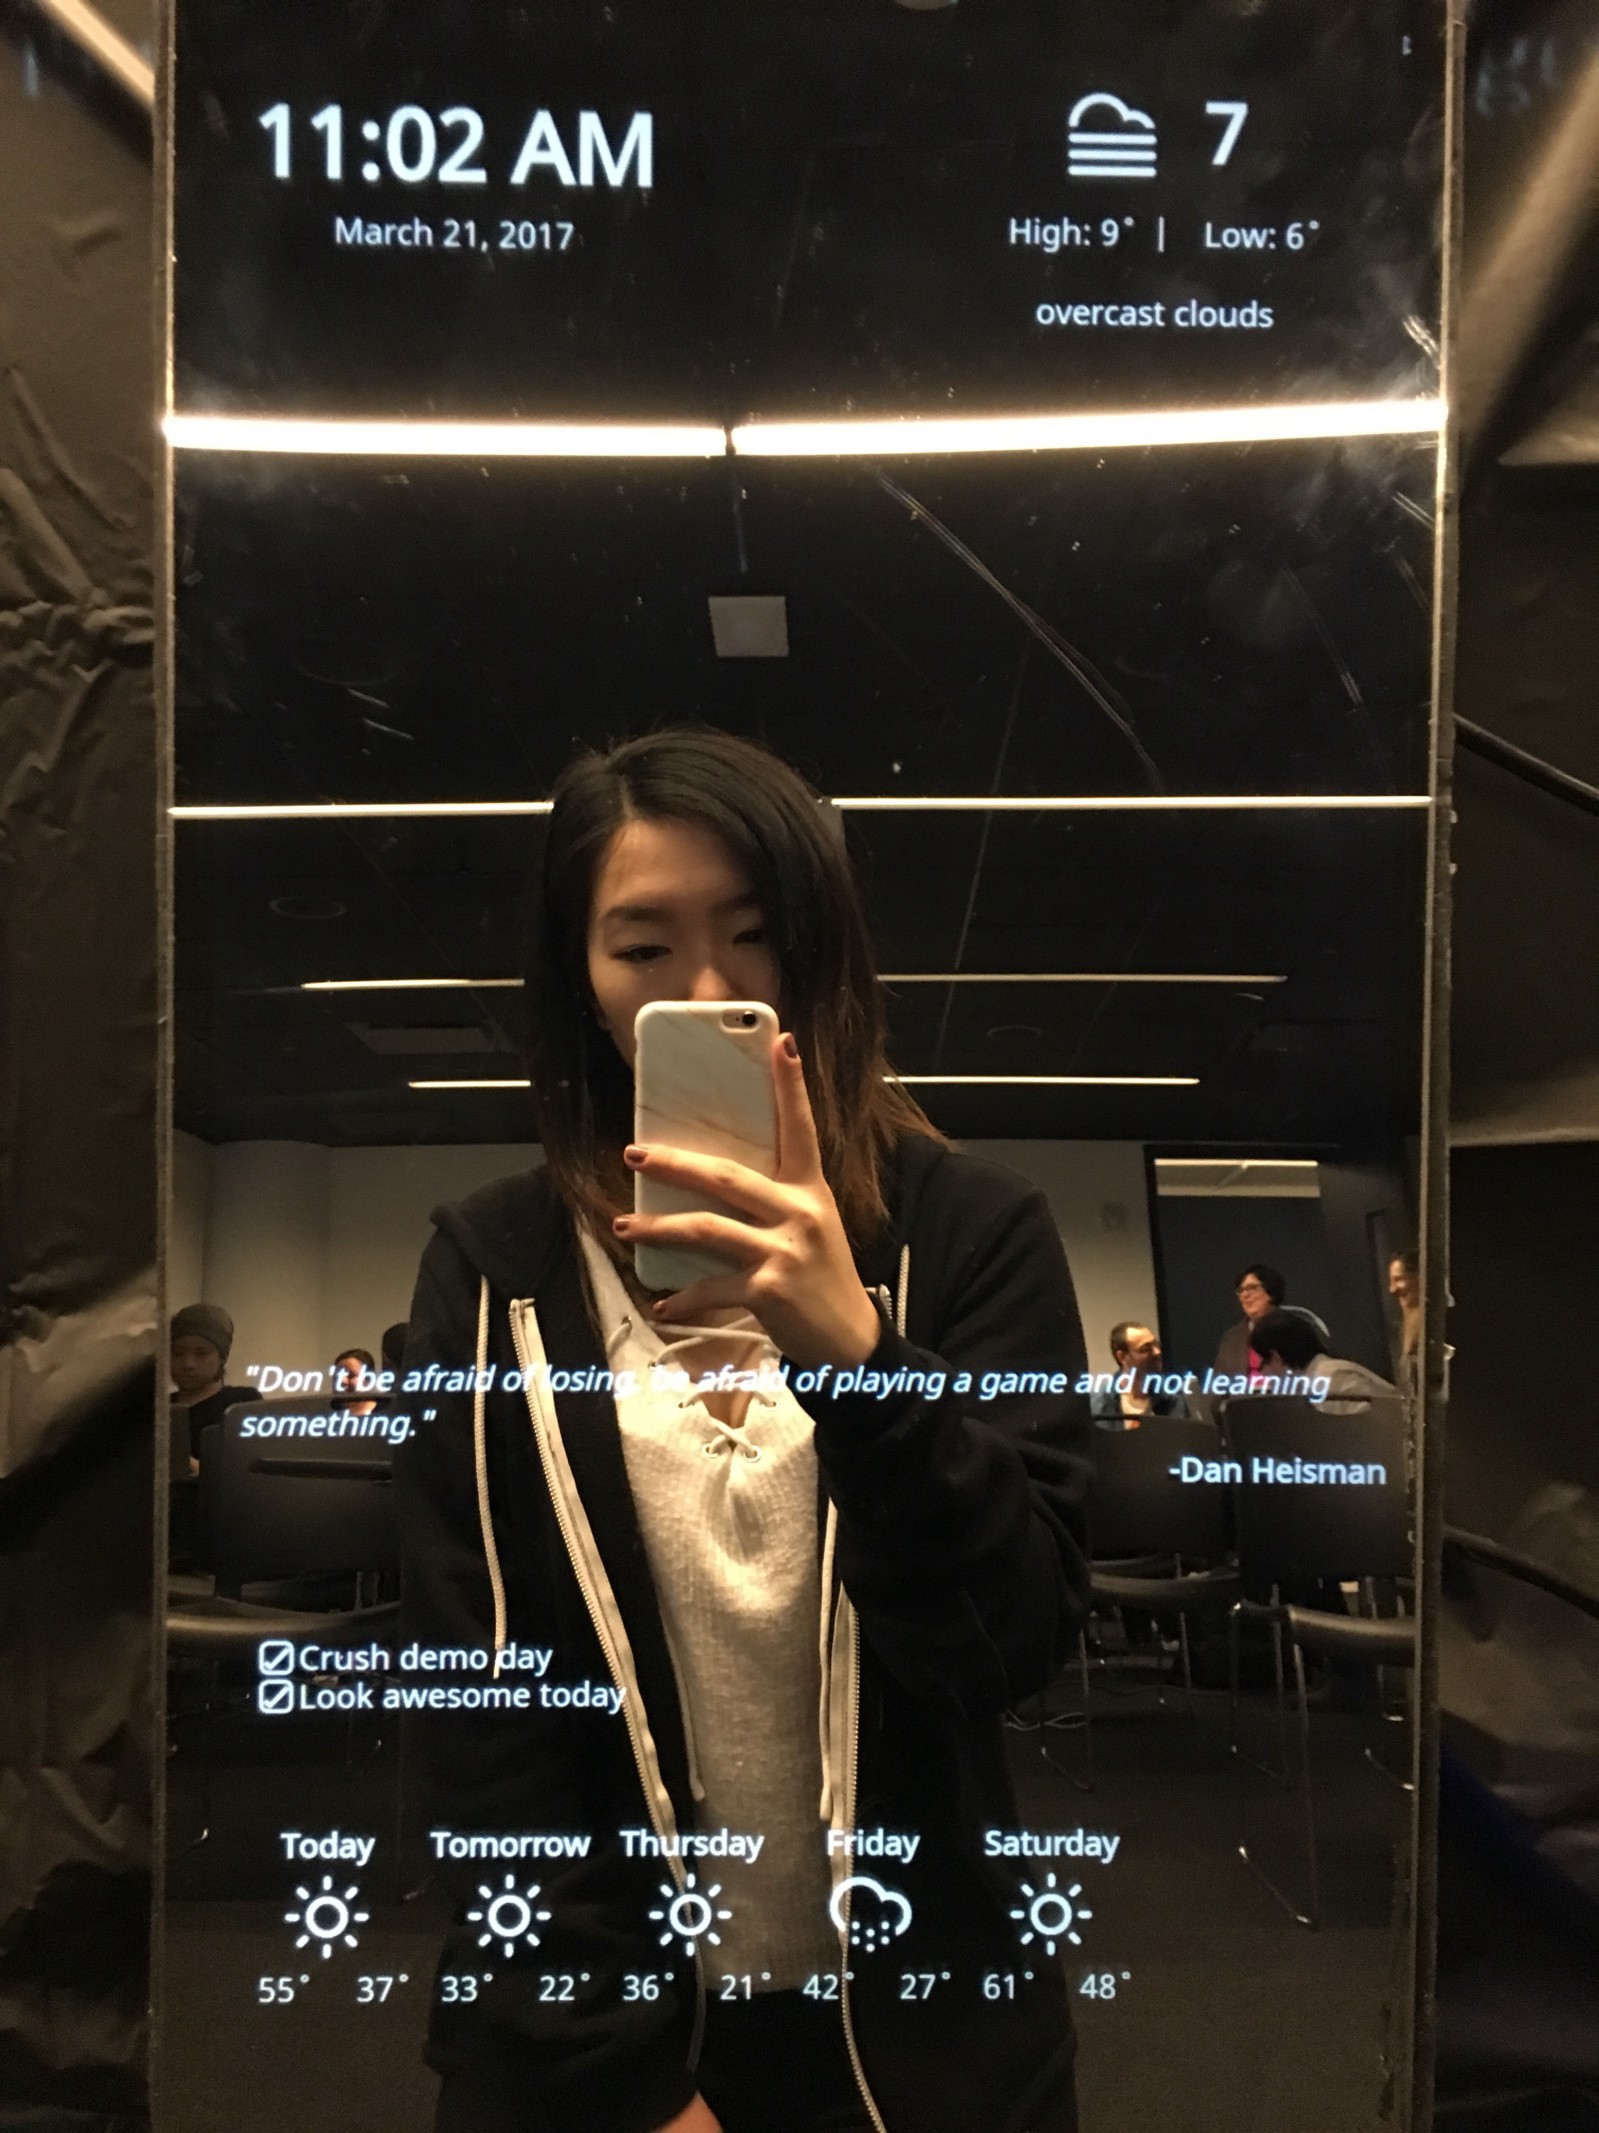 11:02 AM
March 21, 2017
7
High: 9° | Low: 6°
overcast clouds
"Don't be afraid of losing, be afraid of playing a game and not learning
something."
-Dan Heisman
Crush demo day
Look awesome today
Today Tomorrow Thursday Friday Saturday
55° 37° 33° 22° 36° 21° 42° 27° 61° 48°